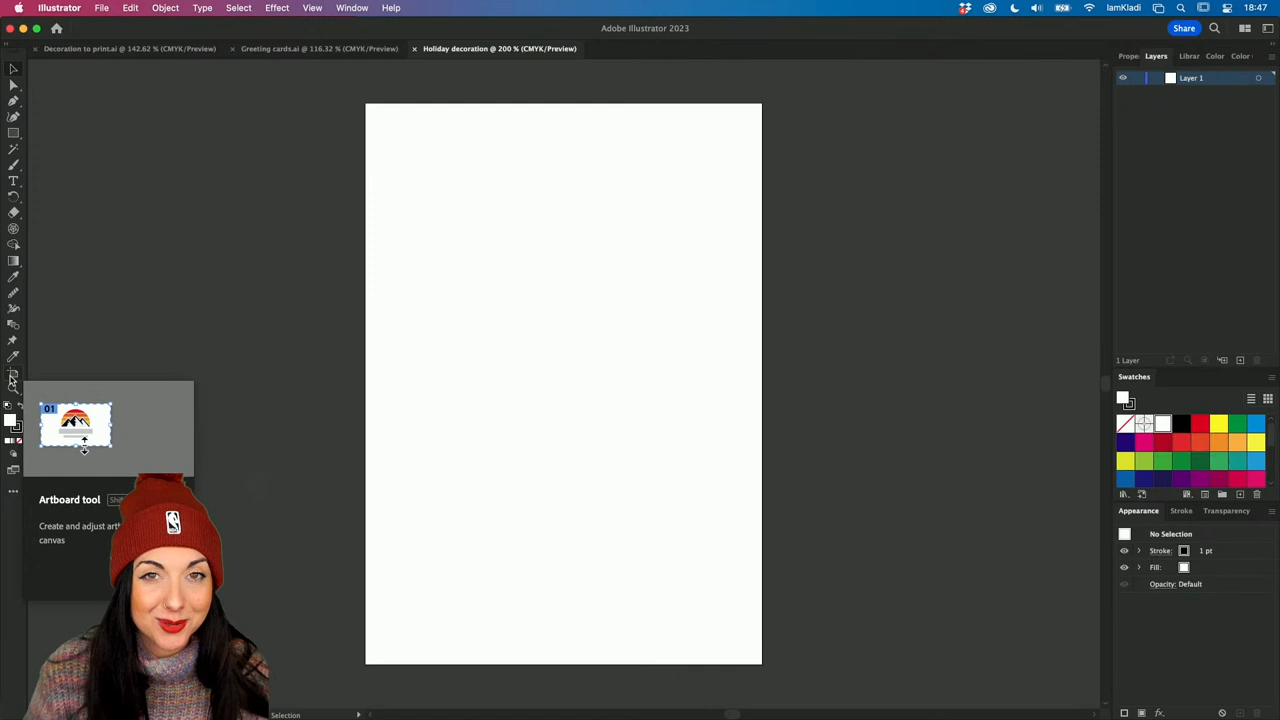 Illustrator File Edit Object Type Select Effect Window View Help IamKladi 18:47
Adobe Illustrator 2023 Share
Decoration to print.ai @ 142.62 % (CMYK/Preview) Greeting cards.ai @ 116.32 % (CMYK/Preview) Holiday decoration @ 200 % (CMYK/Preview)
Layers Librar Color Color
Layer 1
1 Layer
Swatches
01
Artboard tool
Create and adjust
canvas
Appearance Stroke Transparency
No Selection
Stroke: 1 pt
Fill:
Opacity: Default
Selection